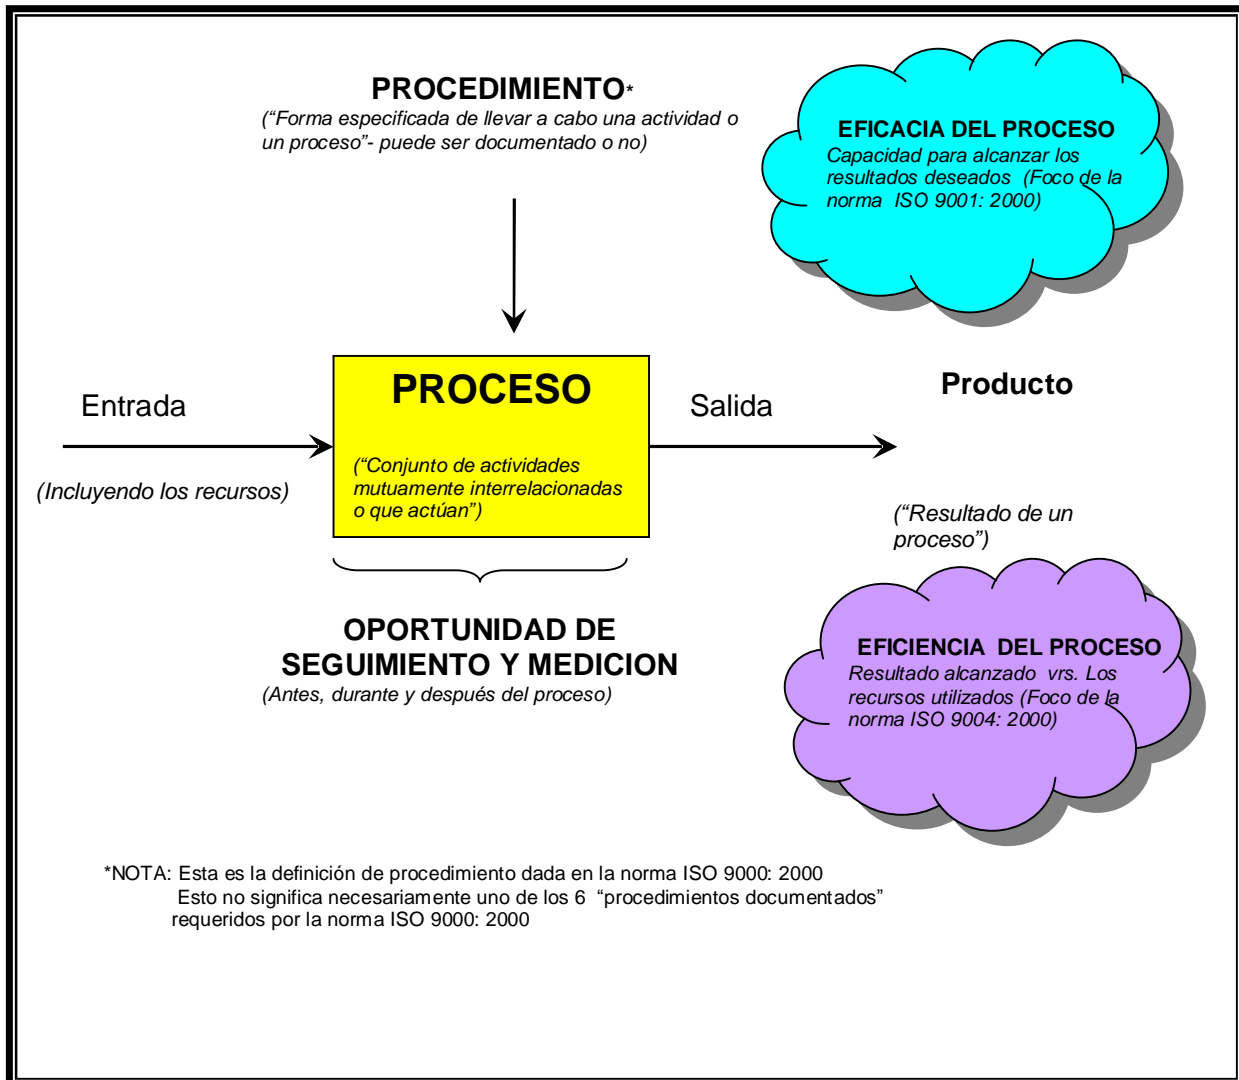 PROCEDIMIENTO*
(“Forma especificada de llevar a cabo una actividad o
un proceso”- puede ser documentado o no)
EFICACIA DEL PROCESO
Capacidad para alcanzar los
resultados deseados (Foco de la
norma ISO 9001: 2000)
Entrada
(Incluyendo los recursos)
PROCESO
(“Conjunto de actividades
mutuamente interrelacionadas
o que actúan”)
Salida
Producto
(“Resultado de un
proceso”)
OPORTUNIDAD DE
SEGUIMIENTO Y MEDICION
(Antes, durante y después del proceso)
EFICIENCIA DEL PROCESO
Resultado alcanzado vrs. Los
recursos utilizados (Foco de la
norma ISO 9004: 2000)
*NOTA: Esta es la definición de procedimiento dada en la norma ISO 9000: 2000
Esto no significa necesariamente uno de los 6 “procedimientos documentados”
requeridos por la norma ISO 9000: 2000